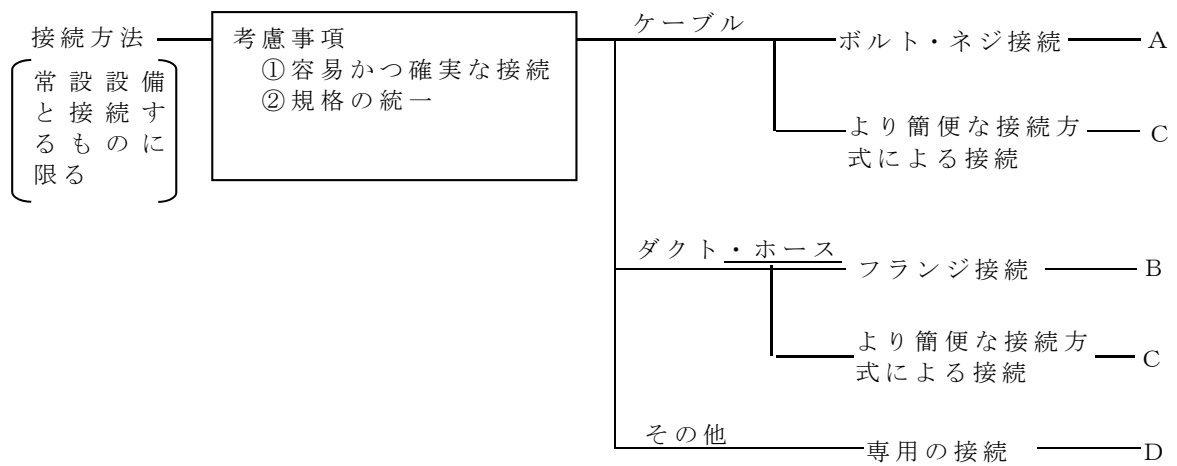 接続方法
常設設備
と接続す
るものに
限る
考慮事項
①容易かつ確実な接続
②規格の統一
ケーブル
ボルト・ネジ接続
A
より簡便な接続方
式による接続
C
ダクト・ホース
フランジ接続
B
より簡便な接続方
式による接続
C
その他
専用の接続
D